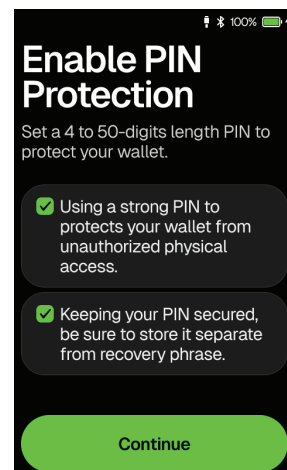 100%
Enable PIN
Protection
Set a 4 to 50-digits length PIN to
protect your wallet.
Using a strong PIN to
protects your wallet from
unauthorized physical
access.
Keeping your PIN secured,
be sure to store it separate
from recovery phrase.
Continue